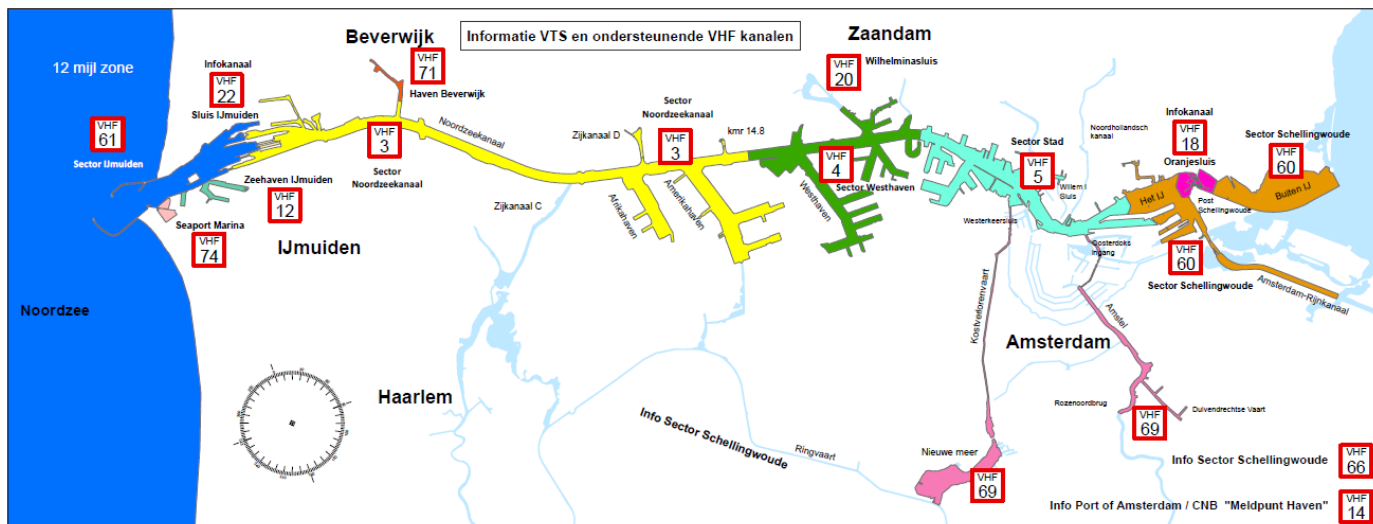 Informatie VTS en ondersteunende VHF kanalen
12 mijl zone
Noordzee
VHF
61
Sector IJmuiden
Infokanaal
VHF
22
Sluis IJmuiden
Zeehaven IJmuiden
VHF
12
Seaport Marina
VHF
74
IJmuiden
Beverwijk
VHF
71
Haven Beverwijk
VHF
3
Sector
Noordzeekanaal
Noordzeekanaal
Zijkanaal C
Zijkanaal D
Sector
Noordzeekanaal
VHF
3
kmr 14.8
Afrikahaven
Amerikahaven
Zaandam
VHF
20
Wilhelminasluis
VHF
4
Sector Westhaven
Westhaven
Sector Stad
VHF
5
Willem I
Sluis
Westerkeersluis
Oosterdoks
ingang
Noordhollandsch
kanaal
Infokanaal
VHF
18
Oranjesluis
Sector Schellingwoude
VHF
60
Het IJ
Post
Schellingwoude
Buiten IJ
VHF
60
Sector Schellingwoude
Amsterdam-Rijnkanaal
Kostverlorenvaart
Amsterdam
Amstel
Rozenoordbrug
Duivendrechtse Vaart
VHF
69
Haarlem
Info Sector Schellingwoude
Ringvaart
Nieuwe meer
VHF
69
Info Sector Schellingwoude
VHF
66
Info Port of Amsterdam / CNB "Meldpunt Haven"
VHF
14